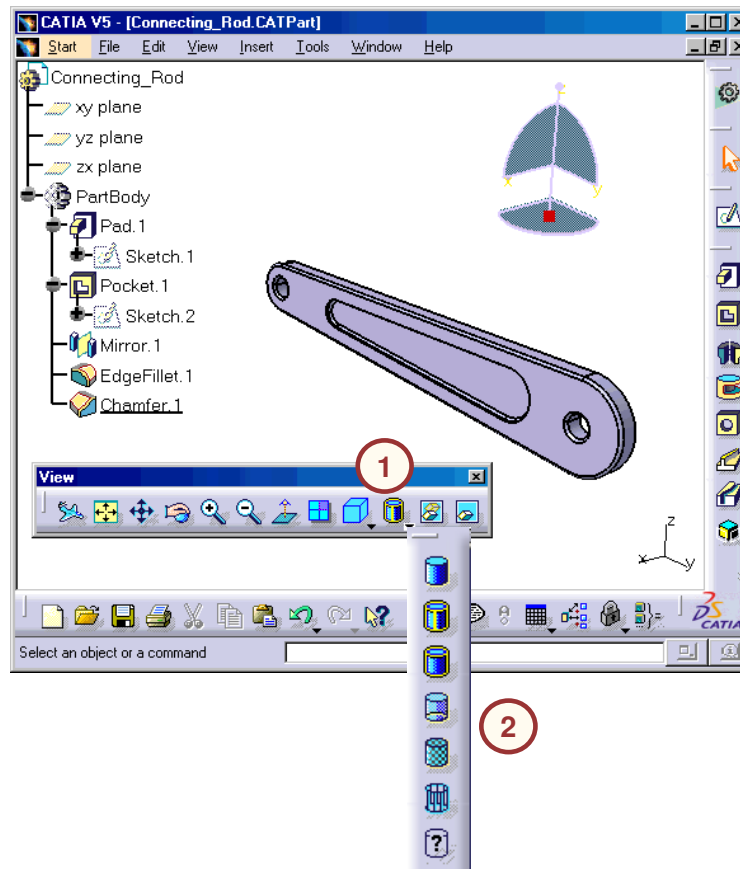 CATIA V5 - [Connecting_Rod.CATPart]
Start File Edit View Insert Tools Window Help
Connecting_Rod
xy plane
yz plane
zx plane
PartBody
Pad.1
Sketch.1
Pocket.1
Sketch.2
Mirror.1
EdgeFillet.1
Chamfer.1
z
x
y
1
View
z
x
y
DS
CATIA
Select an object or a command
2
?